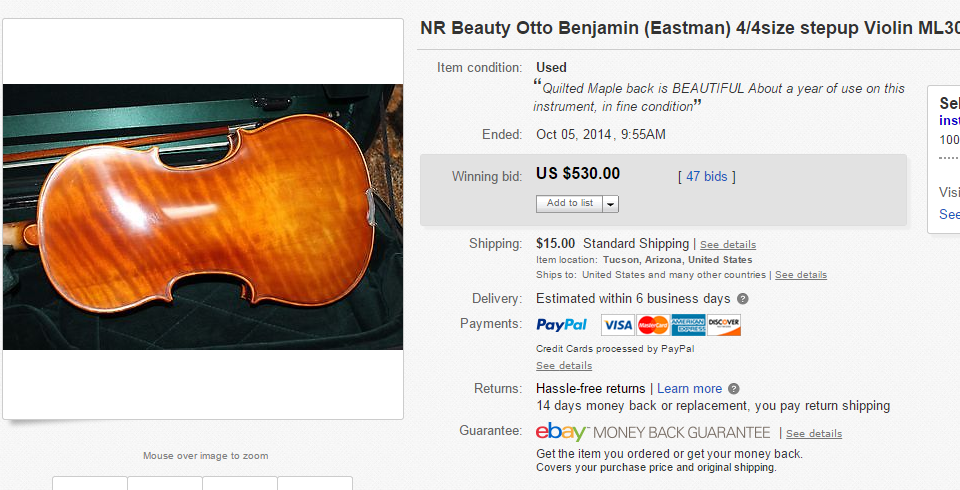 NR Beauty Otto Benjamin (Eastman) 4/4size stepup Violin ML30
Item condition: Used
“Quilted Maple back is BEAUTIFUL About a year of use on this
instrument, in fine condition”
Ended: Oct 05, 2014 , 9:55AM
Winning bid: US $530.00 [ 47 bids ]
Add to list
Shipping: $15.00 Standard Shipping | See details
Item location: Tucson, Arizona, United States
Ships to: United States and many other countries | See details
Delivery: Estimated within 6 business days ?
Payments: PayPal VISA MasterCard AMERICAN EXPRESS DISCOVER
Credit Cards processed by PayPal
See details
Returns: Hassle-free returns | Learn more ?
14 days money back or replacement, you pay return shipping
Guarantee: ebay MONEY BACK GUARANTEE | See details
Get the item you ordered or get your money back.
Covers your purchase price and original shipping.
Mouse over image to zoom
Sel
inst
100
Visi
See